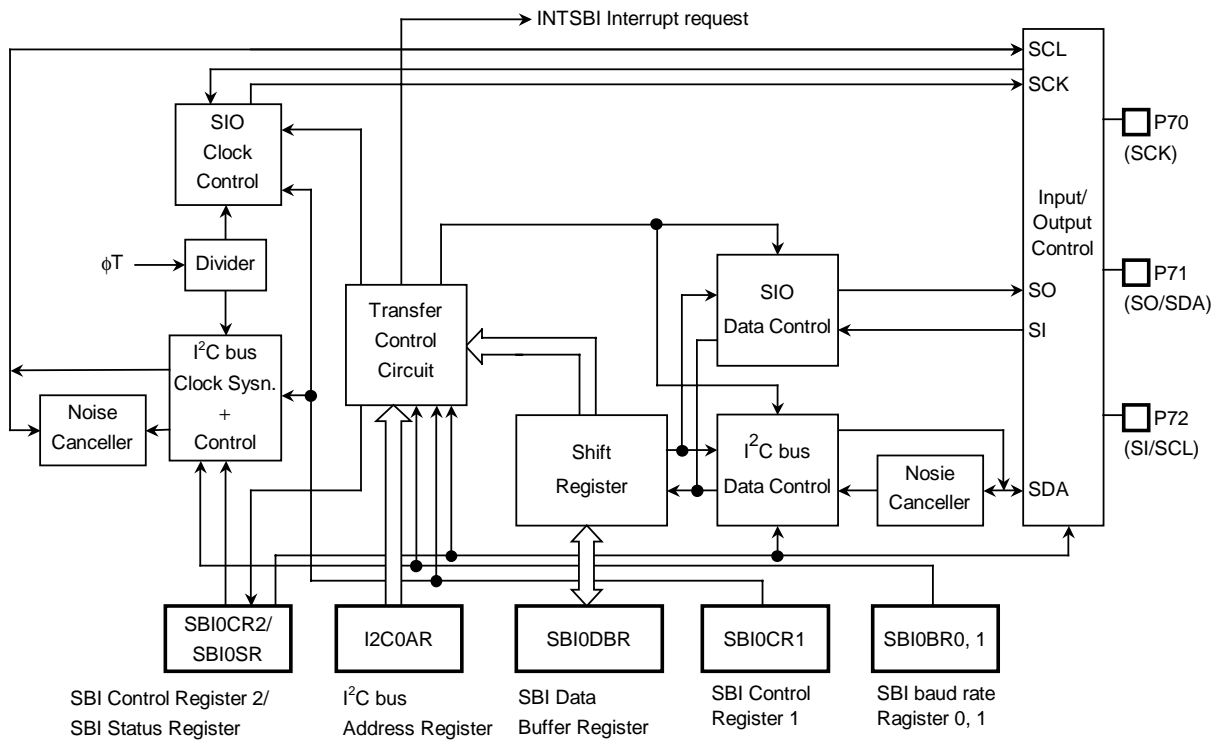 INTSBI Interrupt request
SCL
SCK
SIO
Clock
Control
P70
(SCK)
Input/
Output
Control
φT
Divider
Transfer
Control
Circuit
SIO
Data Control
SO
SI
P71
(SO/SDA)
I²C bus
Clock Sysn.
+
Control
Noise
Canceller
Shift
Register
I²C bus
Data Control
Nosie
Canceller
SDA
P72
(SI/SCL)
SBI0CR2/
SBI0SR
I2C0AR
SBI0DBR
SBI0CR1
SBI0BR0, 1
SBI Control Register 2/
SBI Status Register
I²C bus
Address Register
SBI Data
Buffer Register
SBI Control
Register 1
SBI baud rate
Ragister 0, 1